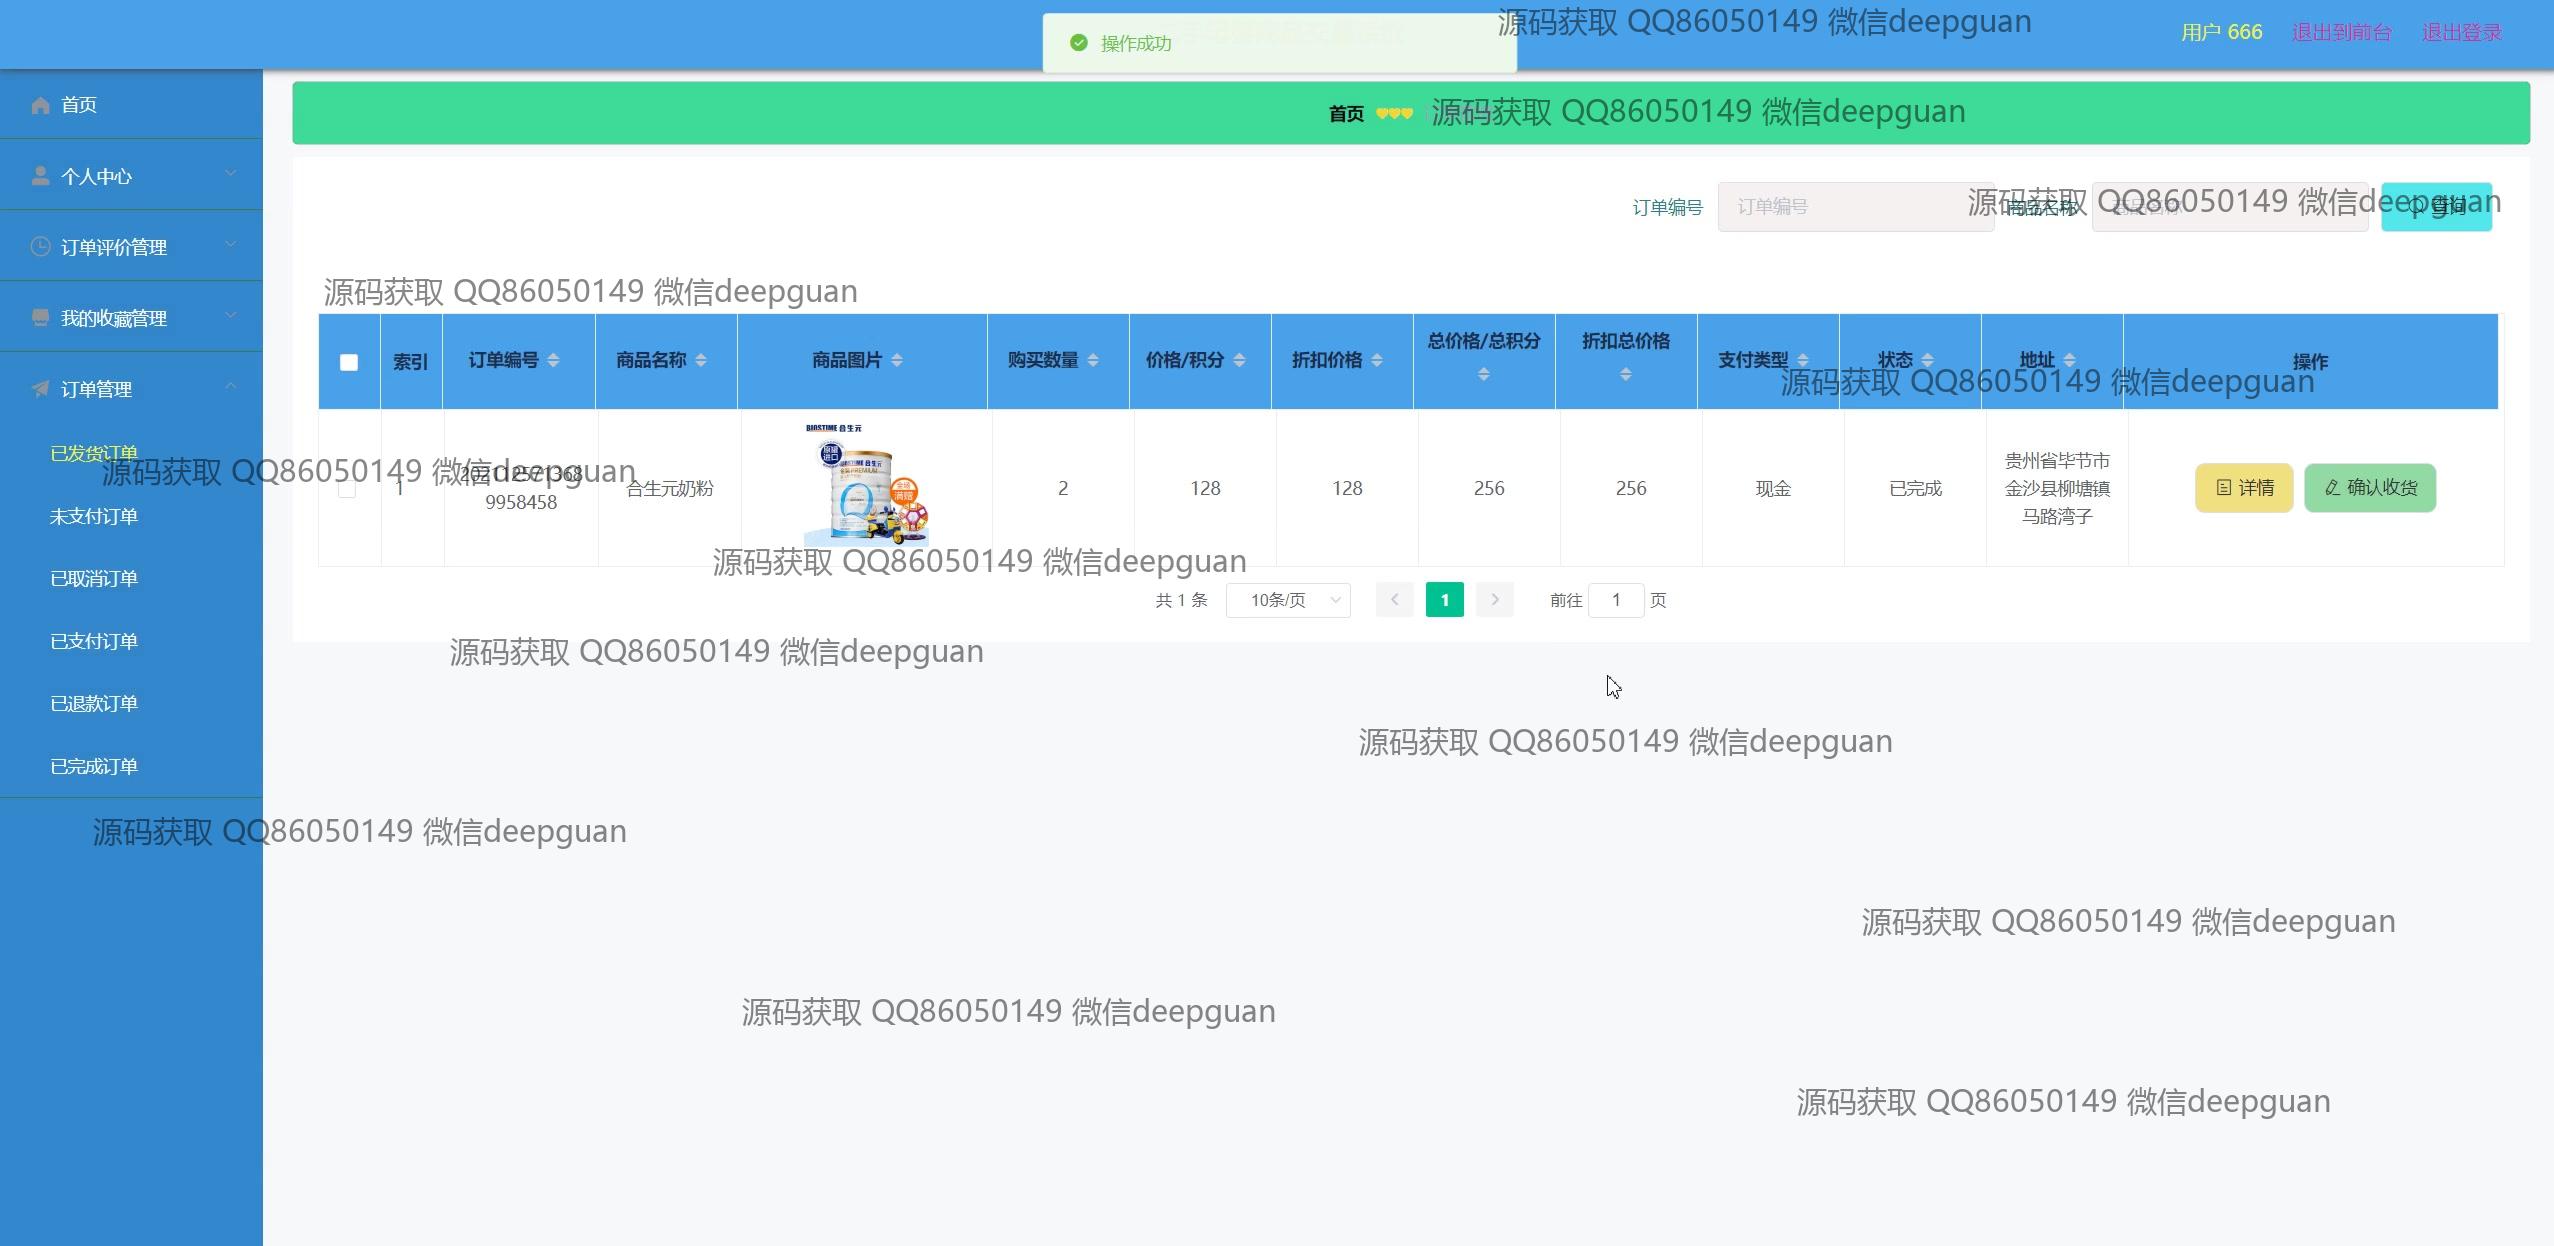 操作成功
源码获取 QQ86050149 微信deepguan
用户 666
退出到前台
退出登录
首页
源码获取 QQ86050149 微信deepguan
首页
个人中心
订单评价管理
我的收藏管理
订单管理
已发货订单
未支付订单
已取消订单
已支付订单
已退款订单
已完成订单
订单编号
订单编号
商品名称
源码获取 QQ86050149 微信deepguan
查询
源码获取 QQ86050149 微信deepguan
索引
订单编号
商品名称
商品图片
购买数量
价格/积分
折扣价格
总价格/总积分
折扣总价格
支付类型
状态
地址
操作
源码获取 QQ86050149 微信deepguan
源码获取 QQ86050149 微信deepguan
1
9958458
合生元奶粉
BIOSTIME 合生元
2
128
128
256
256
现金
已完成
贵州省毕节市
金沙县柳塘镇
马路湾子
详情
确认收货
源码获取 QQ86050149 微信deepguan
共 1 条
10条/页
1
前往
1
页
源码获取 QQ86050149 微信deepguan
源码获取 QQ86050149 微信deepguan
源码获取 QQ86050149 微信deepguan
源码获取 QQ86050149 微信deepguan
源码获取 QQ86050149 微信deepguan
源码获取 QQ86050149 微信deepguan